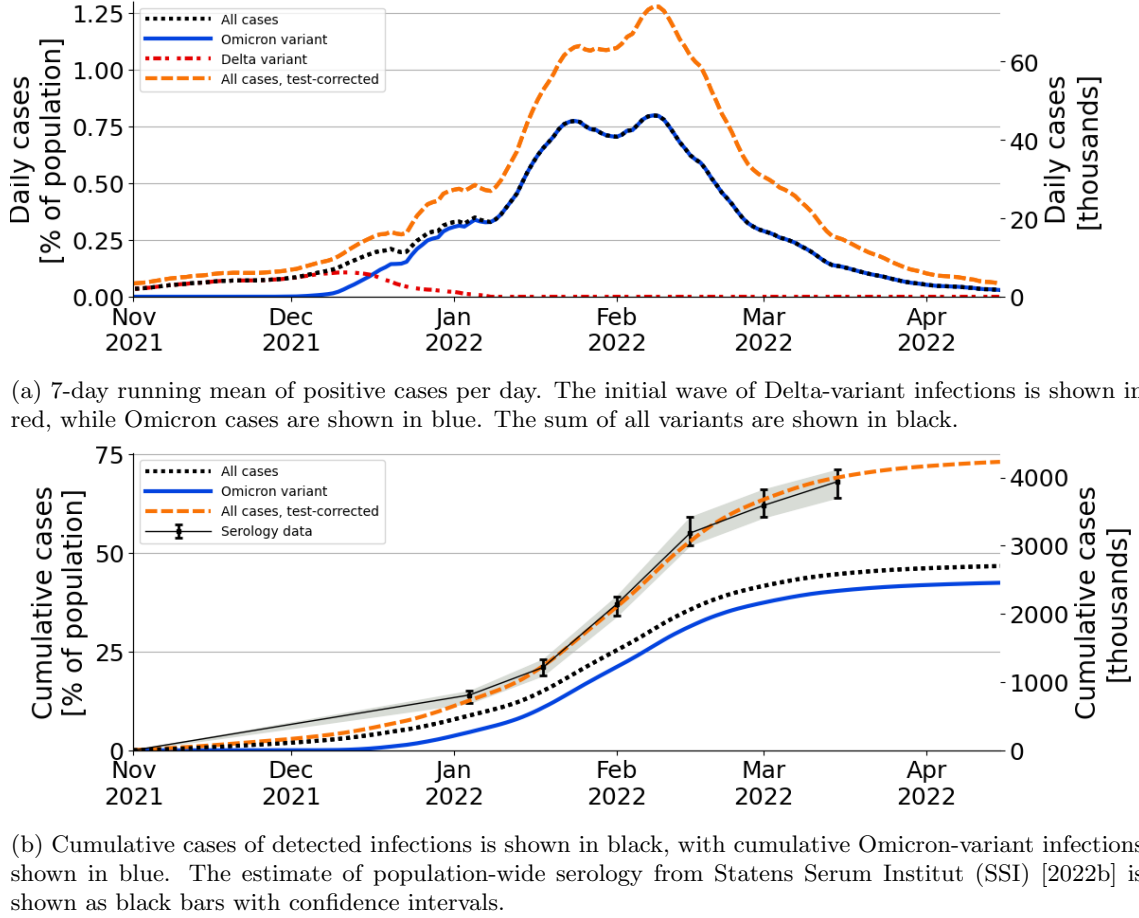 1.25
1.00
0.75
0.50
0.25
0.00
Daily cases
[% of population]
All cases
Omicron variant
Delta variant
All cases, test-corrected
60
40
20
0
Daily cases
[thousands]
Nov
2021
Dec
2021
Jan
2022
Feb
2022
Mar
2022
Apr
2022
(a) 7-day running mean of positive cases per day. The initial wave of Delta-variant infections is shown in
red, while Omicron cases are shown in blue. The sum of all variants are shown in black.
75
50
25
0
Cumulative cases
[% of population]
All cases
Omicron variant
All cases, test-corrected
Serology data
4000
3000
2000
1000
0
Cumulative cases
[thousands]
Nov
2021
Dec
2021
Jan
2022
Feb
2022
Mar
2022
Apr
2022
(b) Cumulative cases of detected infections is shown in black, with cumulative Omicron-variant infections
shown in blue. The estimate of population-wide serology from Statens Serum Institut (SSI) [2022b] is
shown as black bars with confidence intervals.